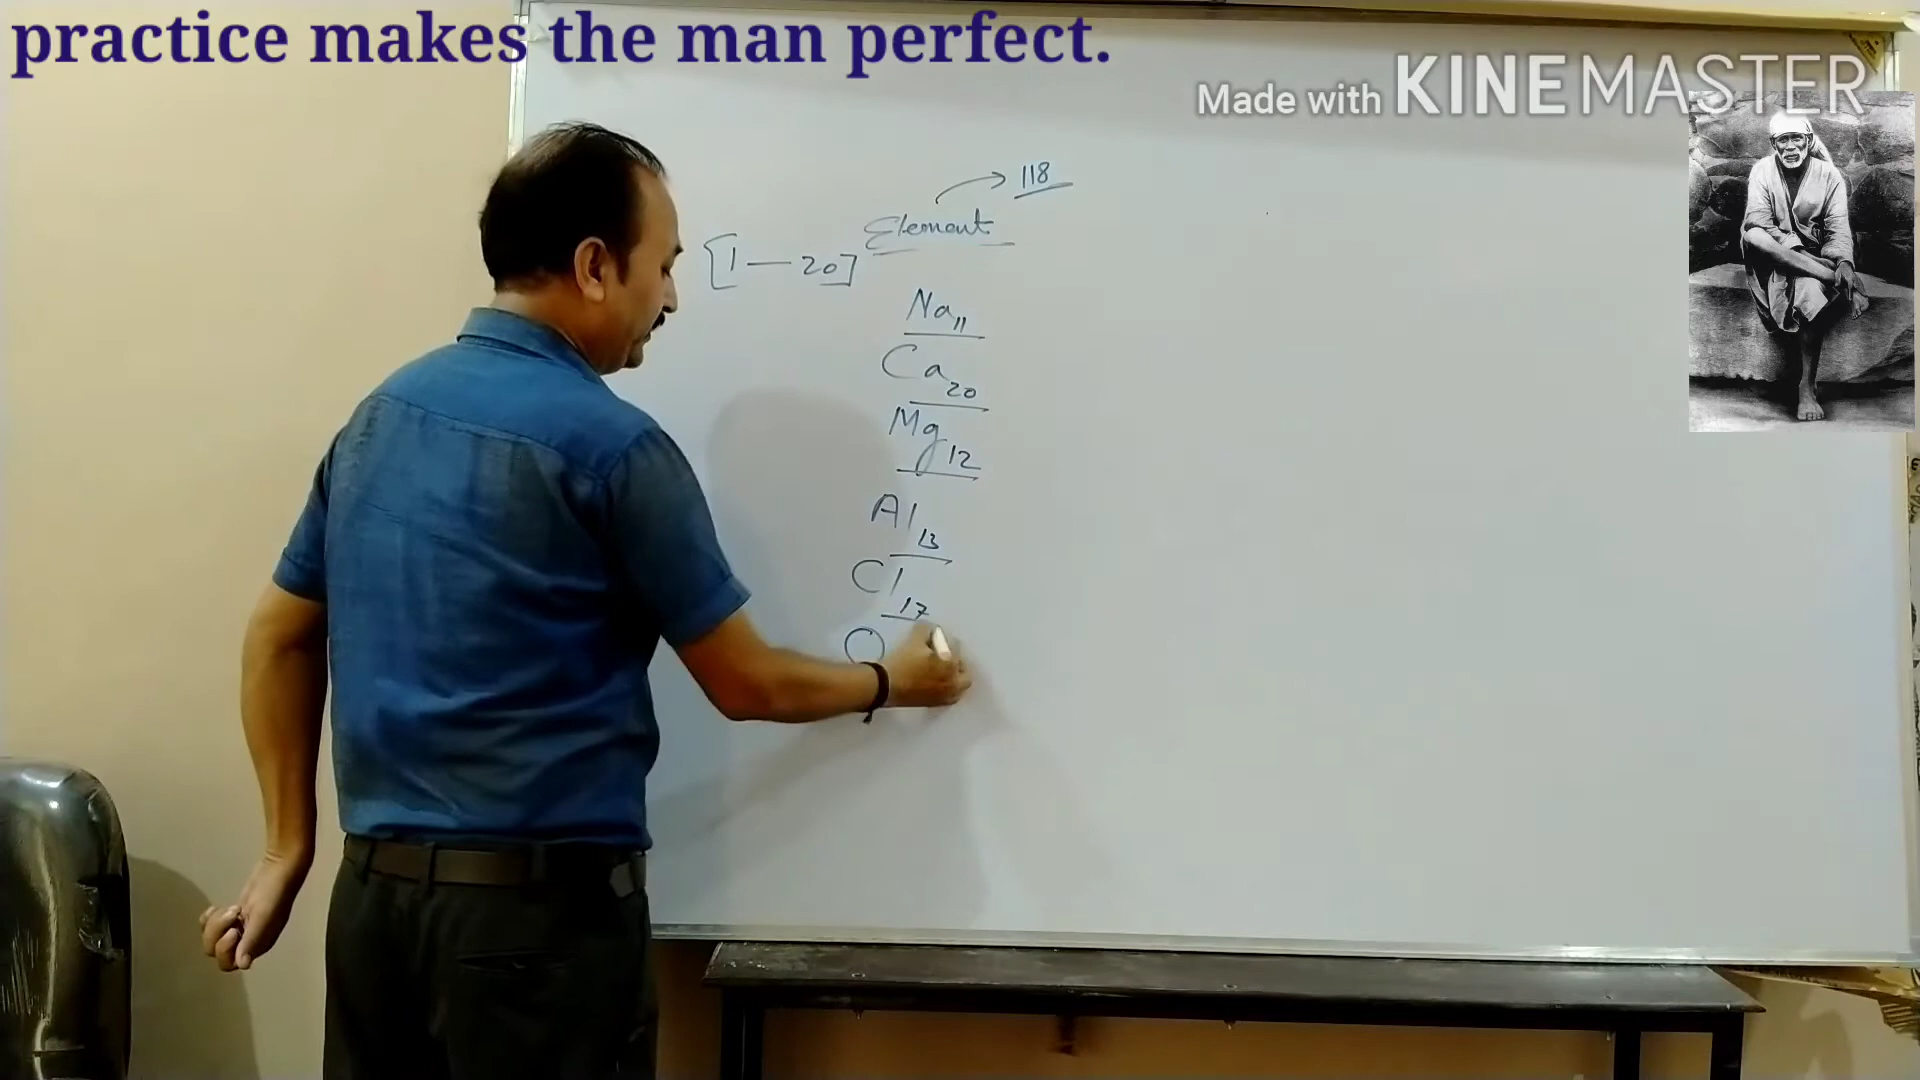 practice makes the man perfect.
Made with KINEMASTER
118
Element
[1 — 20]
Na11
Ca20
Mg12
Al13
Cl17
O